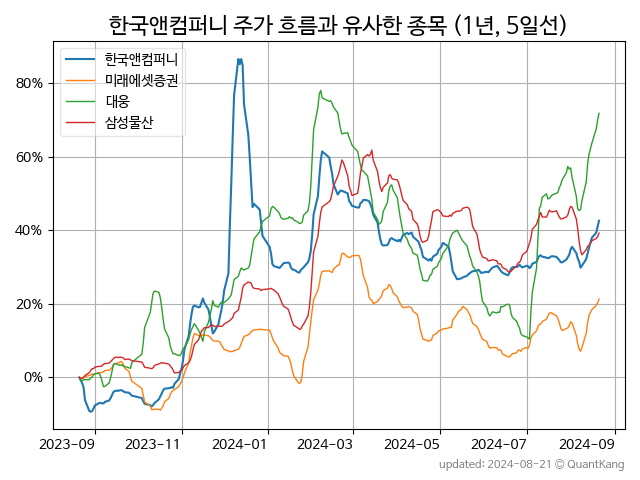 한국앤컴퍼니 주가 흐름과 유사한 종목 (1년, 5일선)
한국앤컴퍼니
미래에셋증권
대웅
삼성물산
80%
60%
40%
20%
0%
2023-09 2023-11 2024-01 2024-03 2024-05 2024-07 2024-09
updated: 2024-08-21 © QuantKang